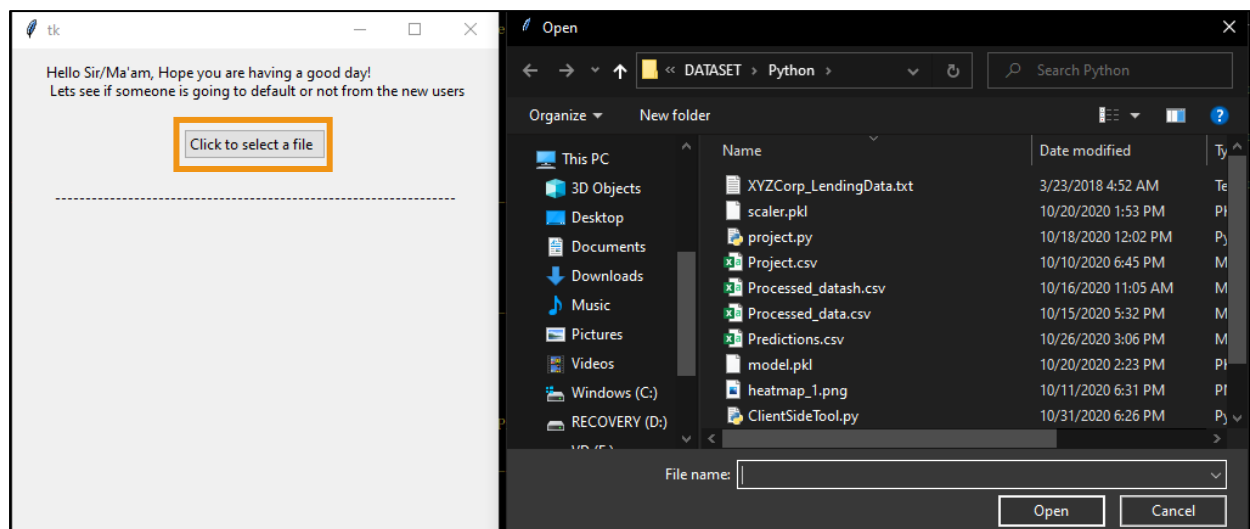 tk
Hello Sir/Ma'am, Hope you are having a good day!
Lets see if someone is going to default or not from the new users
Click to select a file
------------------------------------------------------------------
Open
« DATASET › Python ›
Search Python
Organize
New folder
This PC
3D Objects
Desktop
Documents
Downloads
Music
Pictures
Videos
Windows (C:)
RECOVERY (D:)
Name Date modified Ty
XYZCorp_LendingData.txt 3/23/2018 4:52 AM Te
scaler.pkl 10/20/2020 1:53 PM
project.py 10/18/2020 12:02 PM
Project.csv 10/10/2020 6:45 PM M
Processed_datash.csv 10/16/2020 11:05 AM M
Processed_data.csv 10/15/2020 5:32 PM M
Predictions.csv 10/26/2020 3:06 PM M
model.pkl 10/20/2020 2:23 PM
heatmap_1.png 10/11/2020 6:31 PM
ClientSideTool.py 10/31/2020 6:26 PM
File name:
Open
Cancel